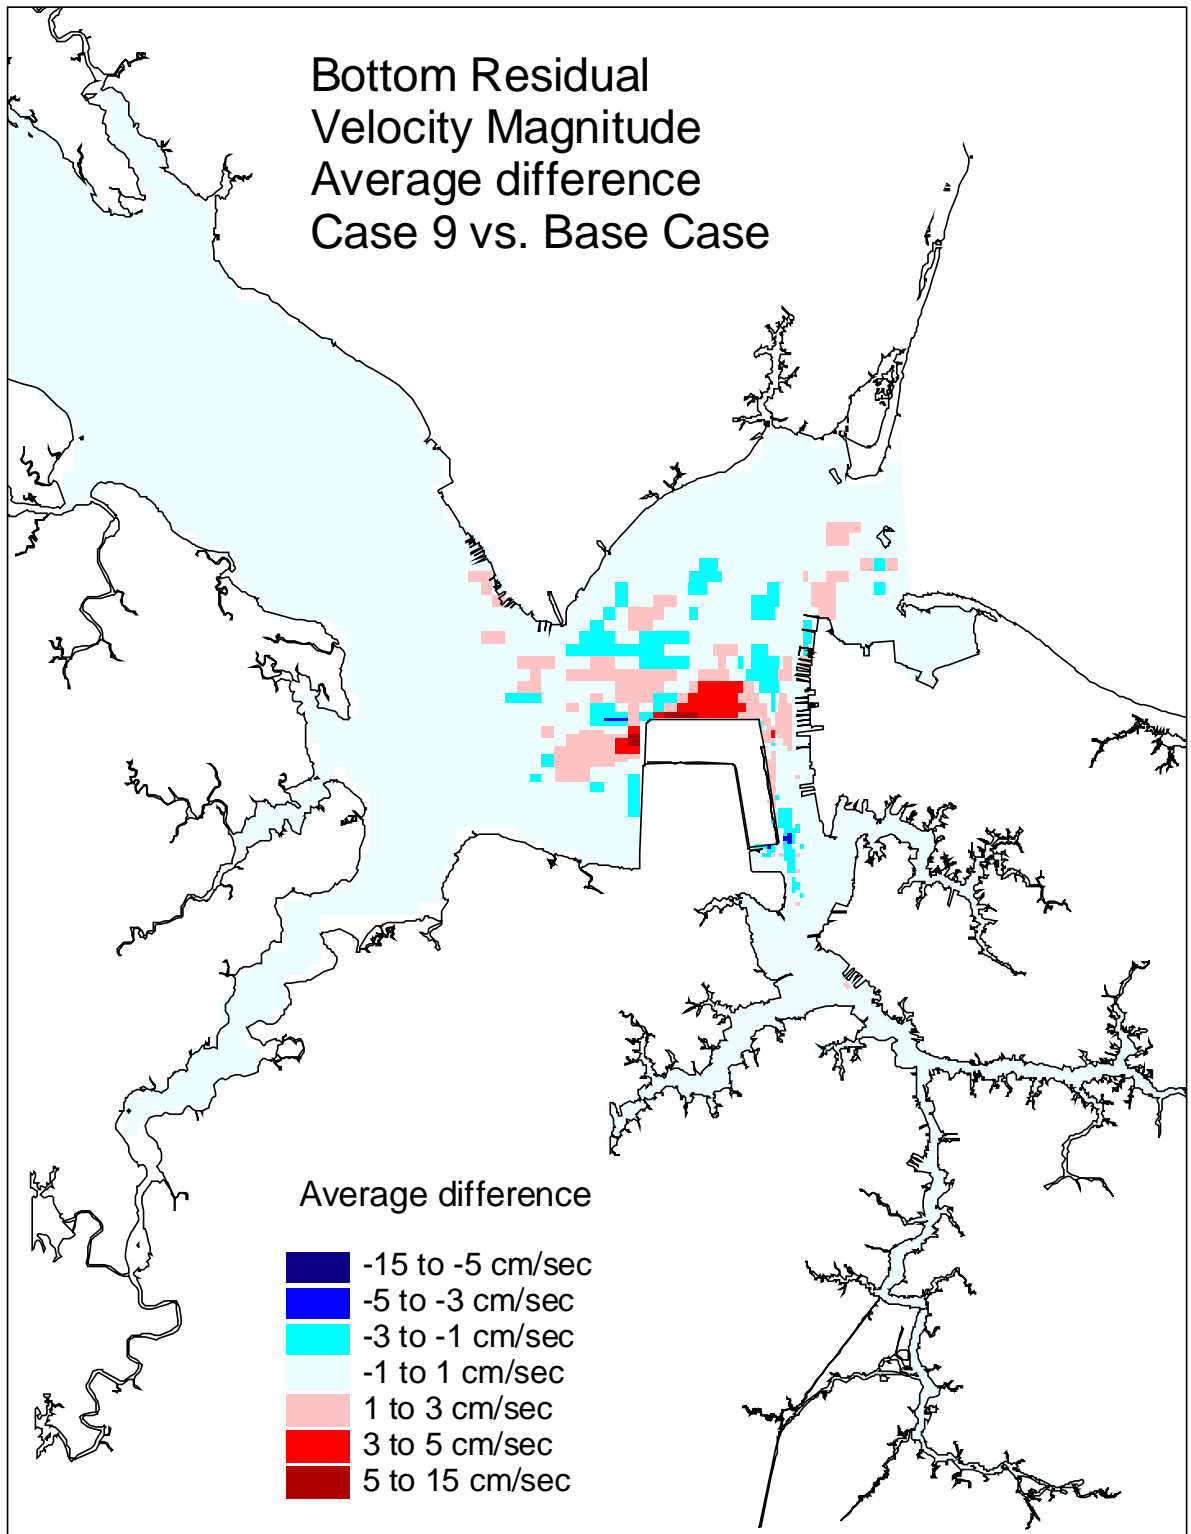 Bottom Residual
Velocity Magnitude
Average difference
Case 9 vs. Base Case
Average difference
-15 to -5 cm/sec
-5 to -3 cm/sec
-3 to -1 cm/sec
-1 to 1 cm/sec
1 to 3 cm/sec
3 to 5 cm/sec
5 to 15 cm/sec